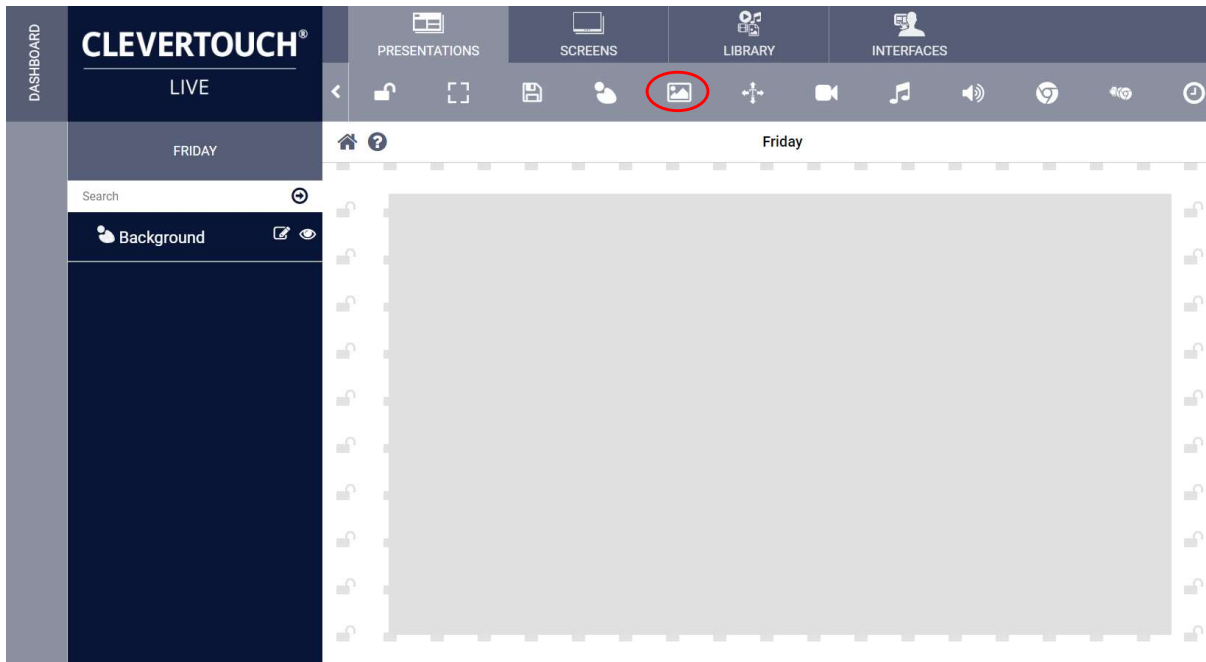 DASHBOARD
CLEVERTOUCH®
LIVE
PRESENTATIONS
SCREENS
LIBRARY
INTERFACES
FRIDAY
Friday
Search
Background